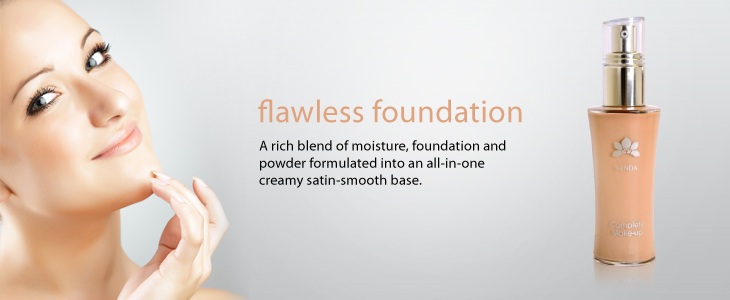 flawless foundation
A rich blend of moisture, foundation and
powder formulated into an all-in-one
creamy satin-smooth base.